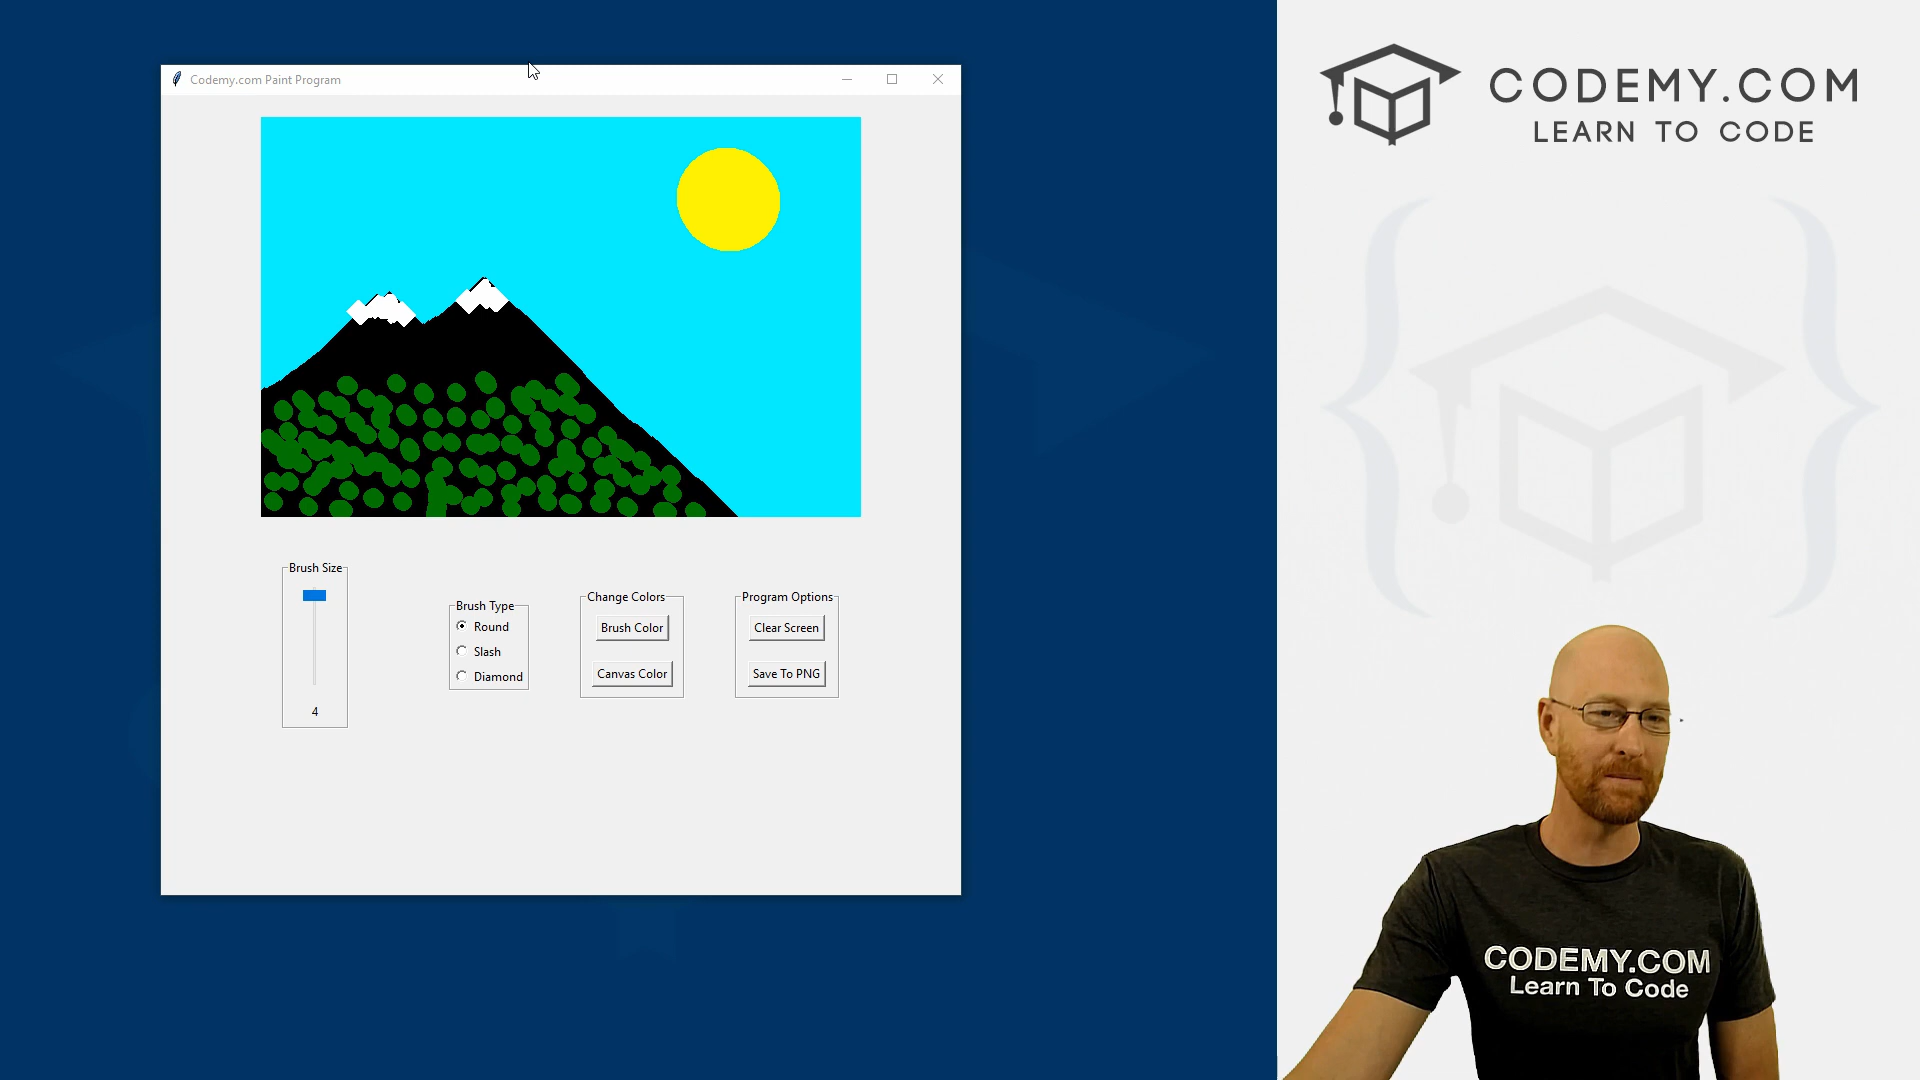 Codemy.com Paint Program
Brush Size
4
Brush Type
Round
Slash
Diamond
Change Colors
Brush Color
Canvas Color
Program Options
Clear Screen
Save To PNG
CODEMY.COM
LEARN TO CODE
CODEMY.COM
Learn To Code